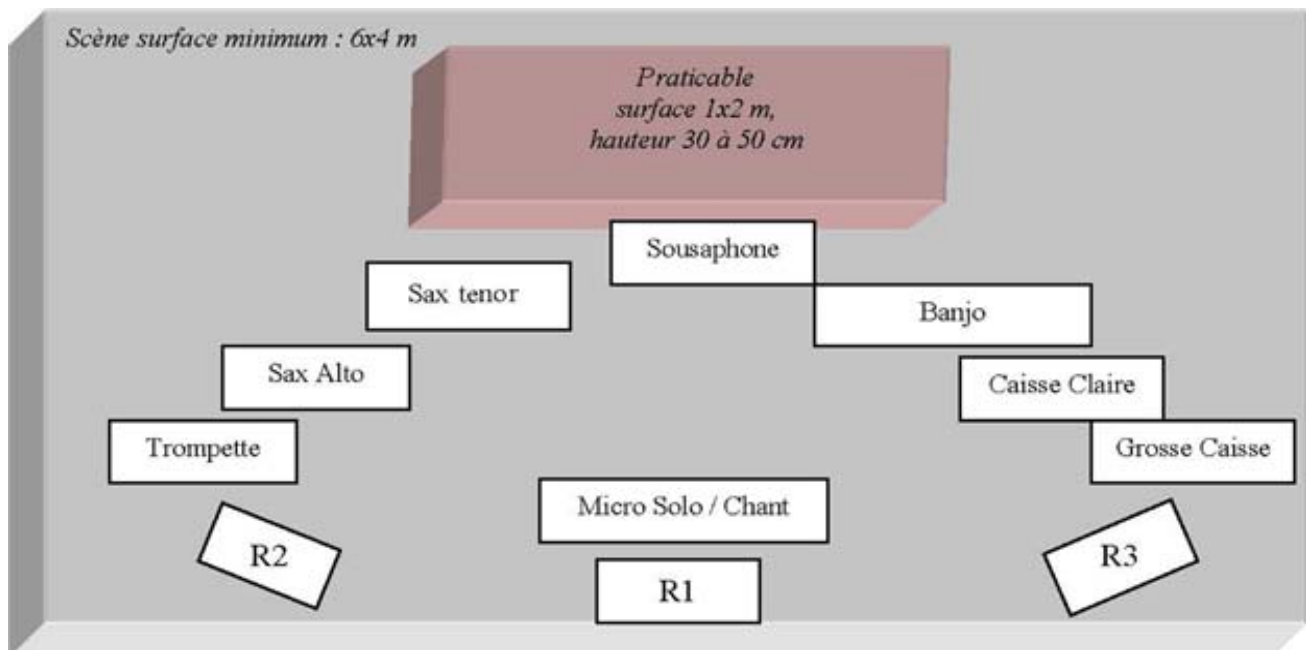 Scène surface minimum : 6x4 m
Praticable
surface 1x2 m,
hauteur 30 à 50 cm
Sousaphone
Sax tenor
Banjo
Sax Alto
Caisse Claire
Trompette
Grosse Caisse
Micro Solo / Chant
R2
R1
R3